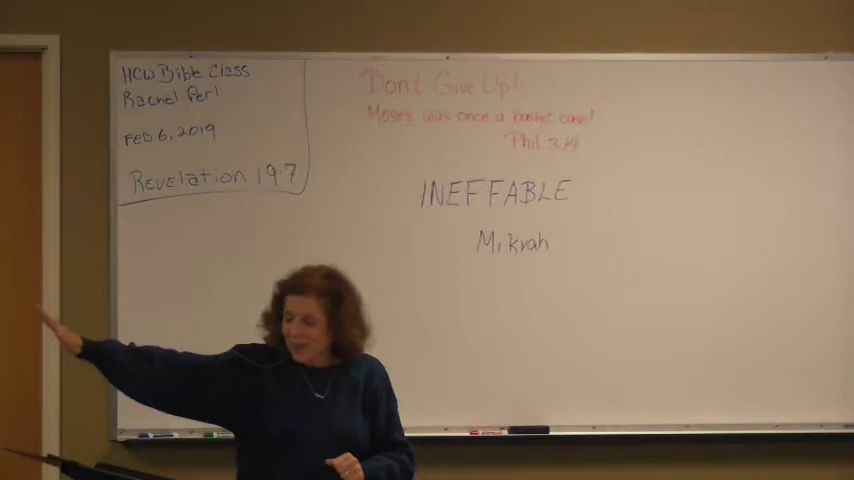 HCW Bible Class
Rachel Perl
FEB 6, 2019
Revelation 19:7
Don't Give Up!
Moses was once a basket case!
Phil 3:14
INEFFABLE
Mikrah